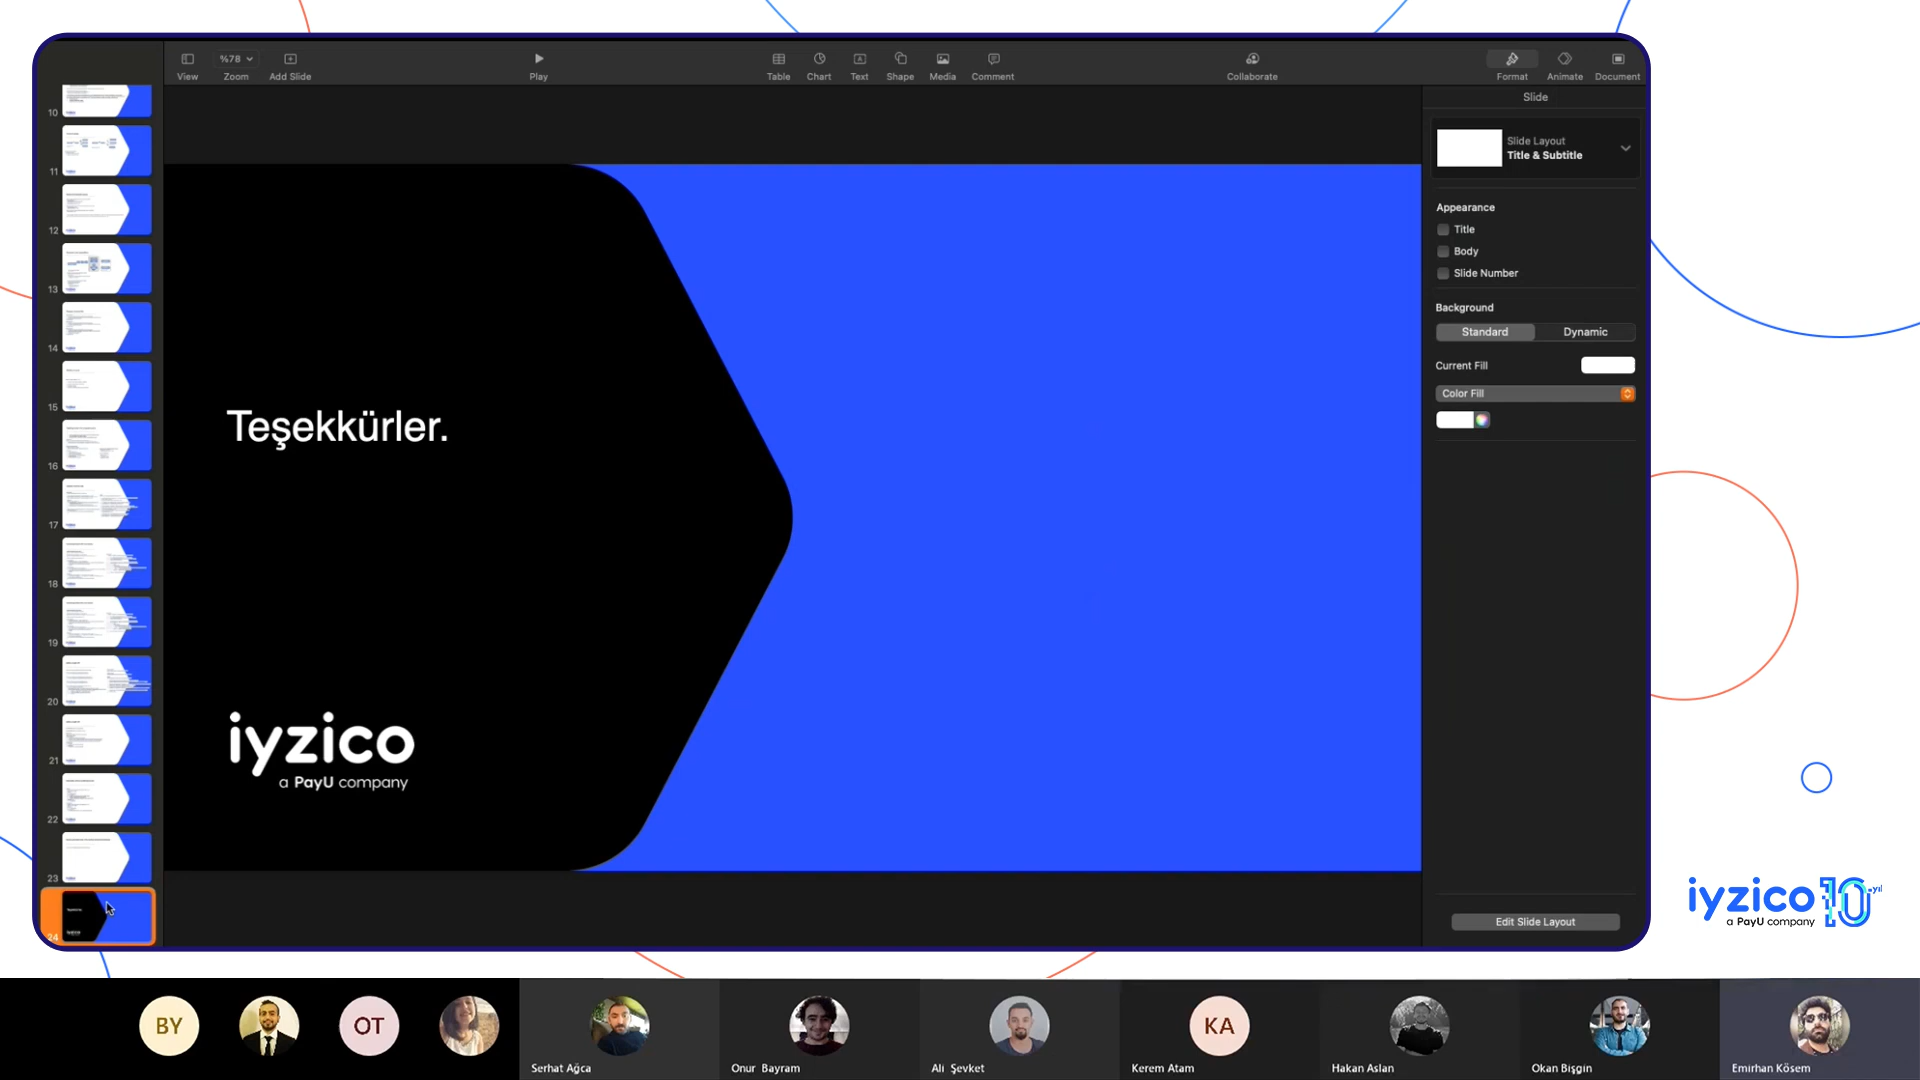 View
%78
Zoom
Add Slide
Play
Table
Chart
Text
Shape
Media
Comment
Collaborate
Format
Animate
Document
Slide
Slide Layout
Title & Subtitle
Appearance
Title
Body
Slide Number
Background
Standard
Dynamic
Current Fill
Color Fill
Edit Slide Layout
10
11
12
13
14
15
16
17
18
19
20
21
22
23
24
Teşekkürler.
iyzico
a PayU company
iyzico 10.yıl
a PayU company
BY
OT
KA
Serhat Ağca
Onur Bayram
Ali Şevket
Kerem Atam
Hakan Aslan
Okan Bişgin
Emirhan Kösem